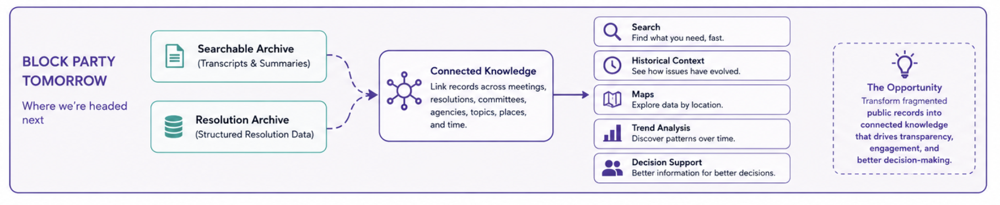 BLOCK PARTY
TOMORROW
Where we're headed
next
Searchable Archive
(Transcripts & Summaries)
Resolution Archive
(Structured Resolution Data)
Connected Knowledge
Link records across meetings,
resolutions, committees,
agencies, topics, places,
and time.
Search
Find what you need, fast.
Historical Context
See how issues have evolved.
Maps
Explore data by location.
Trend Analysis
Discover patterns over time.
Decision Support
Better information for better decisions.
The Opportunity
Transform fragmented
public records into
connected knowledge
that drives transparency,
engagement, and
better decision-making.